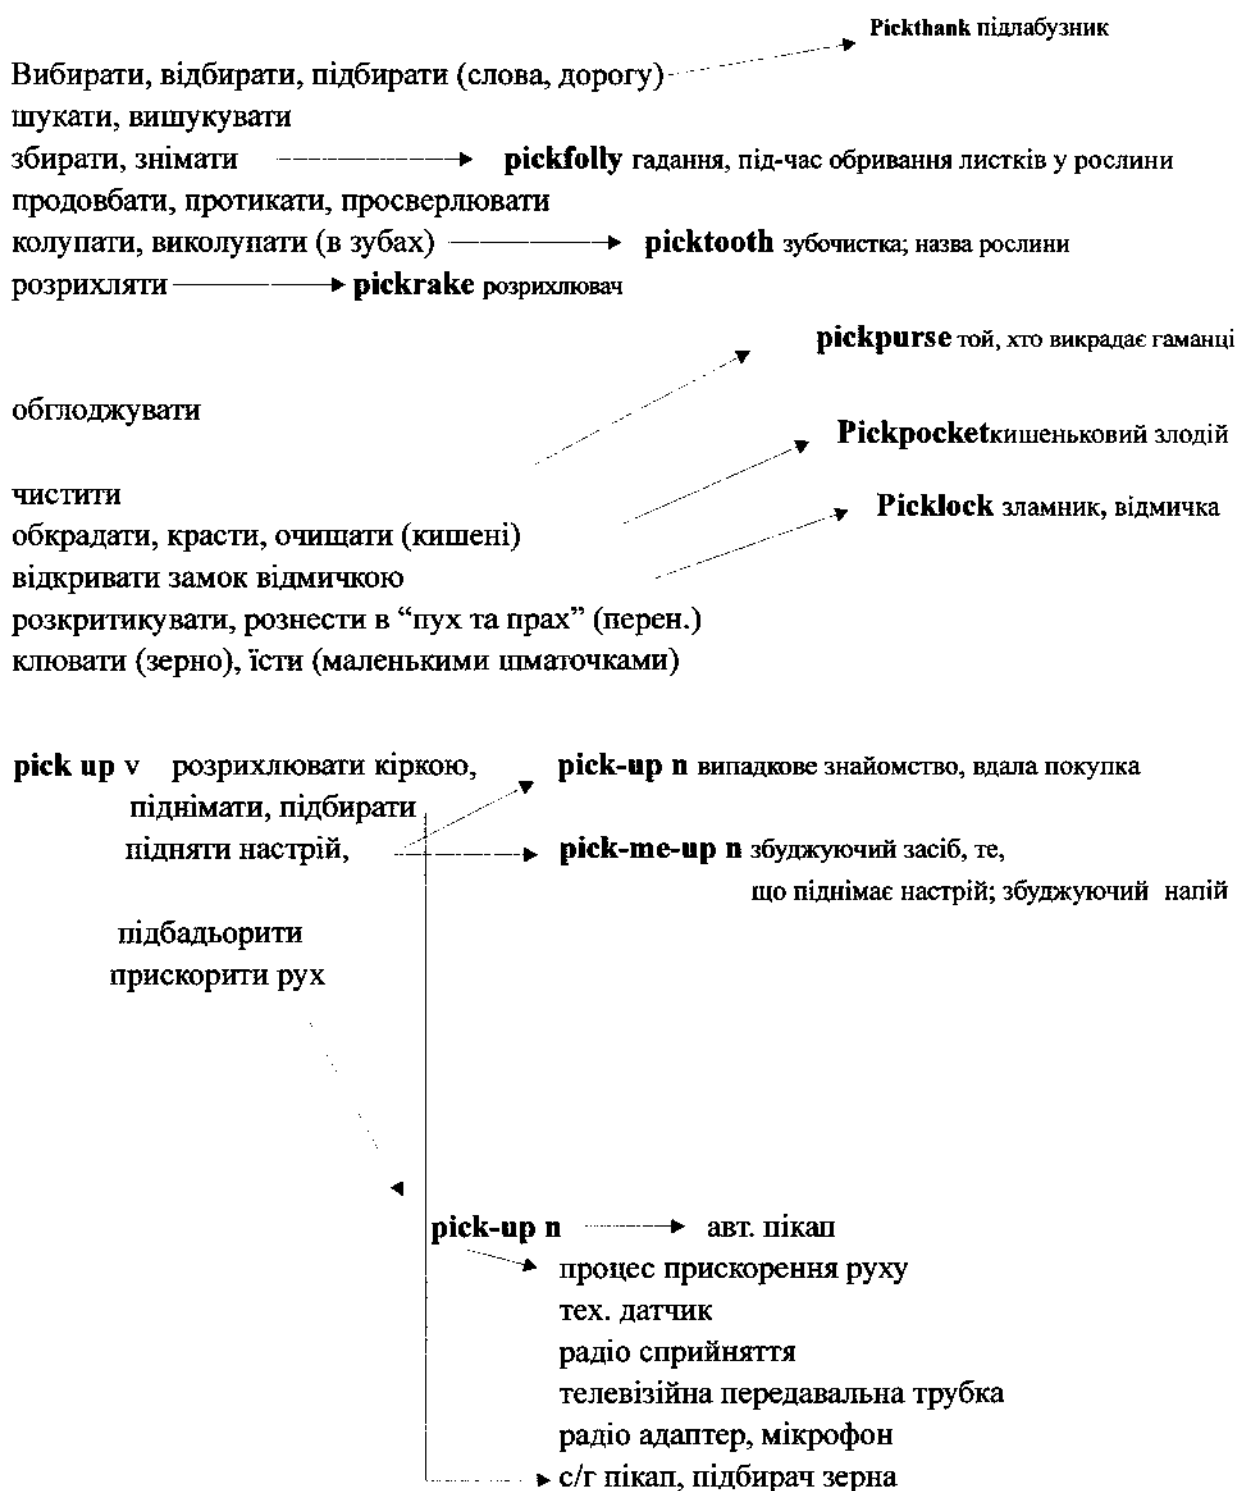 Pickthank підлабузник
Вибирати, відбирати, підбирати (слова, дорогу)
шукати, вишукувати
збирати, знімати pickfolly гадання, під-час обривання листків у рослини
продовбати, протикати, просверлювати
колупати, виколупати (в зубах) picktooth зубочистка; назва рослини
розрихляти pickrake розрихлювач
pickpurse той, хто викрадає гаманці
обглоджувати
Pickpocketкишеньковий злодій
чистити
Picklock зламник, відмичка
обкрадати, красти, очищати (кишені)
відкривати замок відмичкою
розкритикувати, рознести в “пух та прах” (перен.)
клювати (зерно), їсти (маленькими шматочками)
pick up v розрихлювати кіркою, pick-up n випадкове знайомство, вдала покупка
піднімати, підбирати
підняти настрій, pick-me-up n збуджуючий засіб, те,
що піднімає настрій; збуджуючий напій
підбадьорити
прискорити рух
pick-up n авт. пікап
процес прискорення руху
тех. датчик
радіо сприйняття
телевізійна передавальна трубка
радіо адаптер, мікрофон
с/г пікап, підбирач зерна